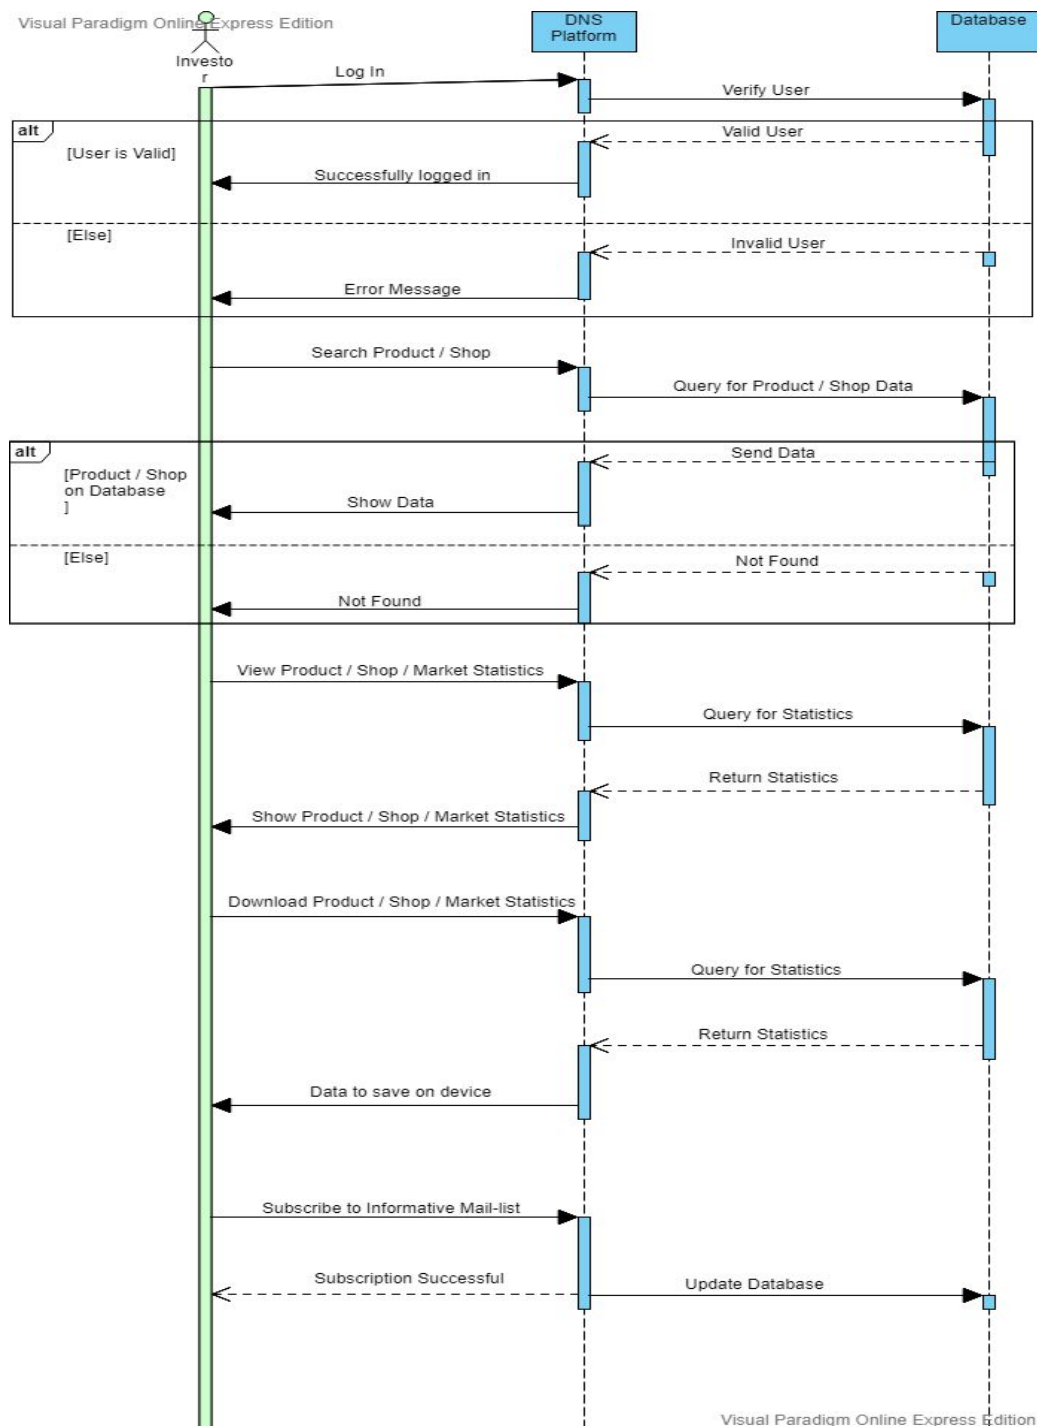 Visual Paradigm Online Express Edition
DNS
Platform
Database
Investo
r
Log In
Verify User
alt
Valid User
[User is Valid]
Successfully logged in
[Else]
Invalid User
Error Message
Search Product / Shop
Query for Product / Shop Data
alt
Send Data
[Product / Shop
on Database
]
Show Data
[Else]
Not Found
Not Found
View Product / Shop / Market Statistics
Query for Statistics
Return Statistics
Show Product / Shop / Market Statistics
Download Product / Shop / Market Statistics
Query for Statistics
Return Statistics
Data to save on device
Subscribe to Informative Mail-list
Subscription Successful
Update Database
Visual Paradigm Online Express Edition